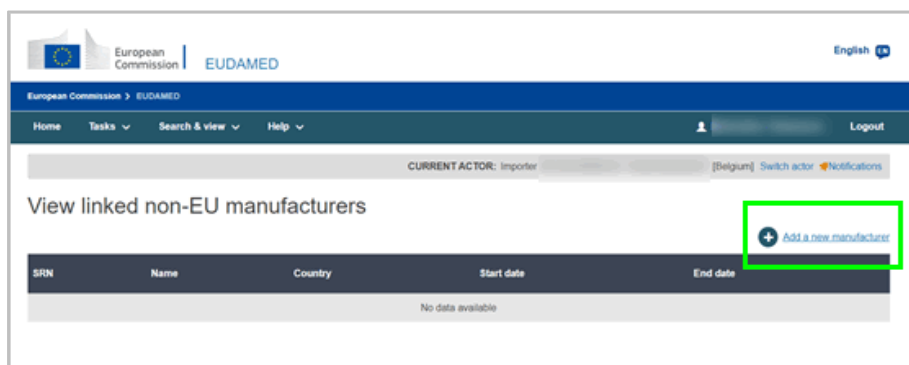 European
Commission
EUDAMED
English EN
European Commission > EUDAMED
Home Tasks Search & view Help Logout
CURRENT ACTOR: Importer [Belgium] Switch actor Notifications
View linked non-EU manufacturers
Add a new manufacturer
SRN Name Country Start date End date
No data available